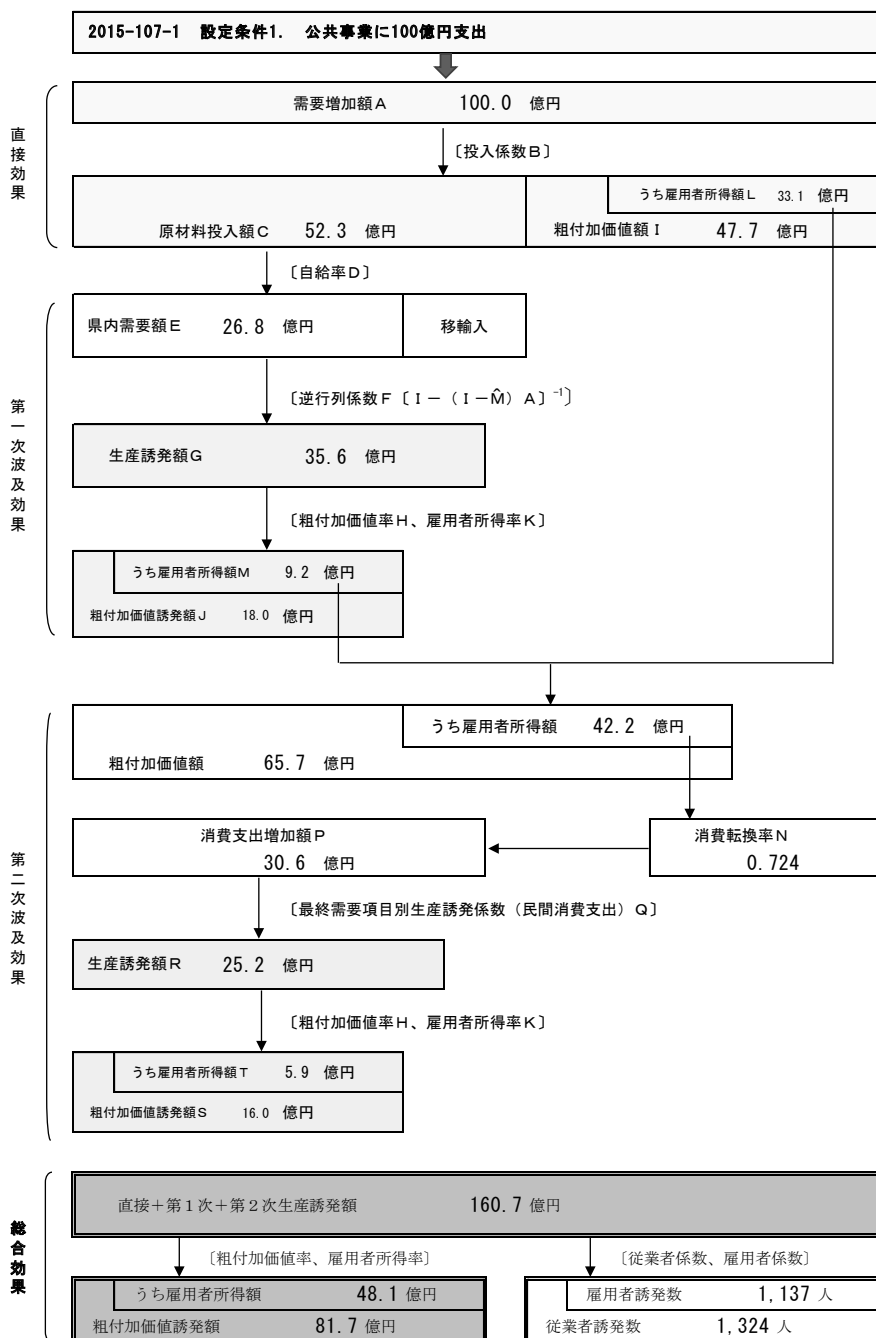 2015-107-1　設定条件1.　公共事業に100億円支出
直接効果
需要増加額Ａ　100.0　億円
〔投入係数Ｂ〕
うち雇用者所得額Ｌ　33.1　億円
原材料投入額Ｃ　52.3　億円　粗付加価値額Ｉ　47.7　億円
〔自給率Ｄ〕
第一次波及効果
県内需要額Ｅ　26.8　億円　移輸入
〔逆行列係数Ｆ〔Ｉ－（Ｉ－M̂）Ａ〕⁻¹〕
生産誘発額Ｇ　35.6　億円
〔粗付加価値率Ｈ、雇用者所得率Ｋ〕
うち雇用者所得額Ｍ　9.2　億円
粗付加価値誘発額Ｊ　18.0　億円
第二次波及効果
うち雇用者所得額　42.2　億円
粗付加価値額　65.7　億円
消費支出増加額Ｐ　消費転換率Ｎ
30.6　億円　0.724
〔最終需要項目別生産誘発係数（民間消費支出）Ｑ〕
生産誘発額Ｒ　25.2　億円
〔粗付加価値率Ｈ、雇用者所得率Ｋ〕
うち雇用者所得額Ｔ　5.9　億円
粗付加価値誘発額Ｓ　16.0　億円
総合効果
直接＋第１次＋第２次生産誘発額　160.7　億円
〔粗付加価値率、雇用者所得率〕　〔従業者係数、雇用者係数〕
うち雇用者所得額　48.1　億円　雇用者誘発数　1,137　人
粗付加価値誘発額　81.7　億円　従業者誘発数　1,324　人